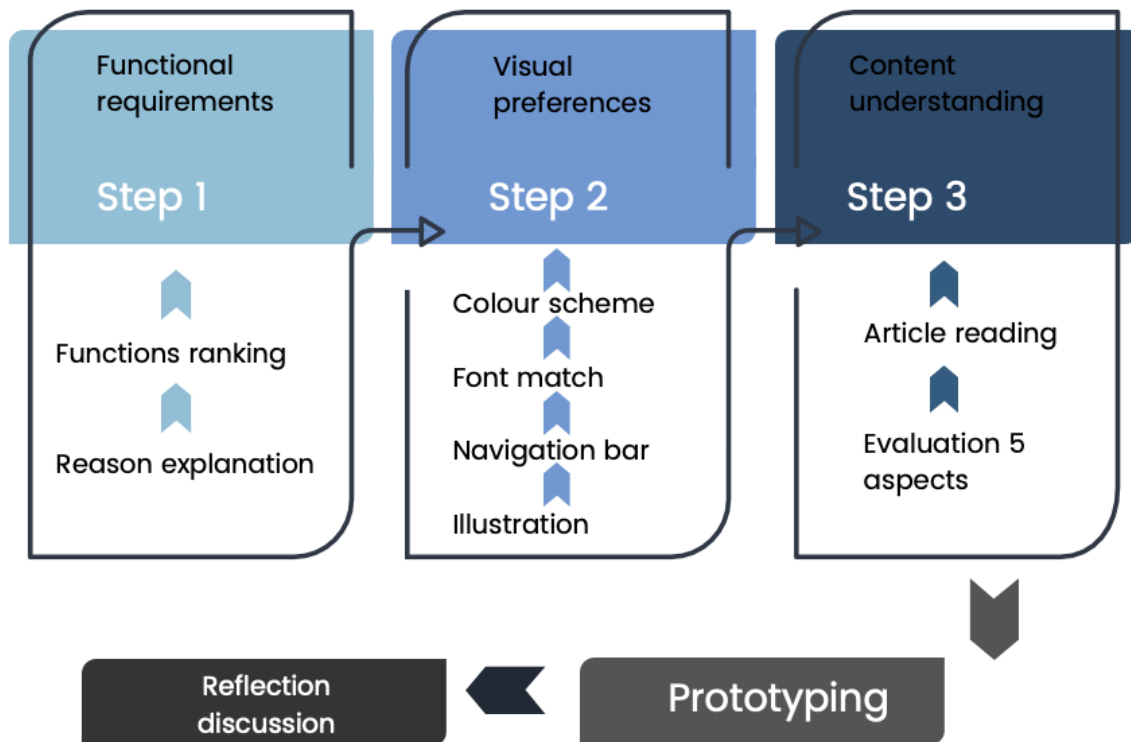 Functional
requirements
Step 1
Functions ranking
Reason explanation
Visual
preferences
Step 2
Colour scheme
Font match
Navigation bar
Illustration
Content
understanding
Step 3
Article reading
Evaluation 5
aspects
Prototyping
Reflection
discussion